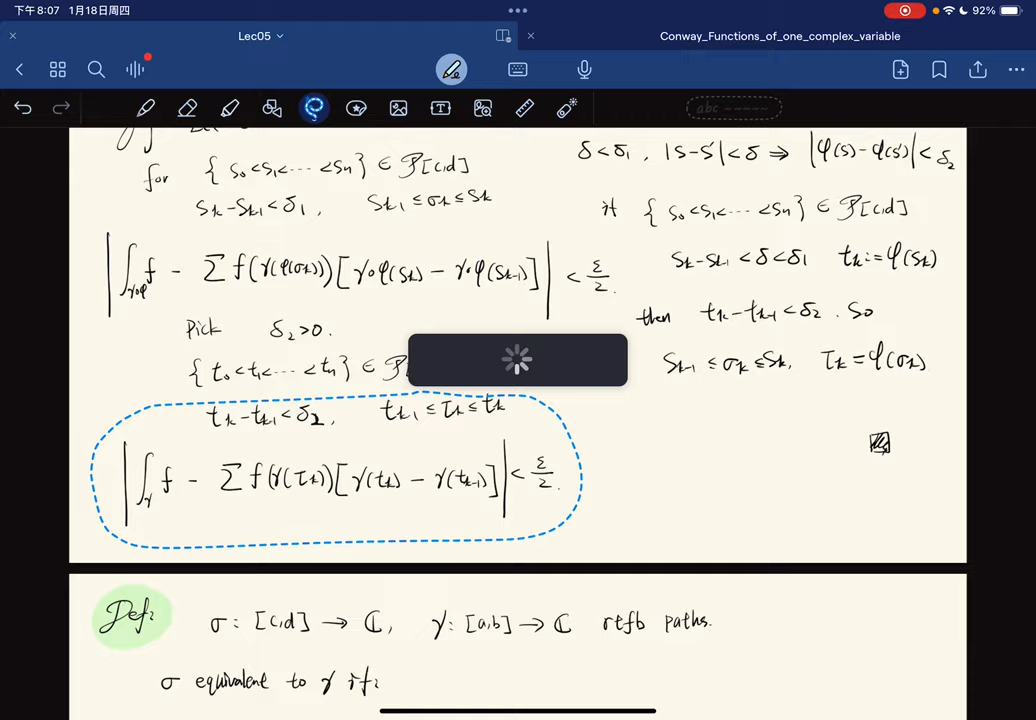 下午8:07 1月18日周四
92%
Lec05
Conway_Functions_of_one_complex_variable
abc
for { s₀<s₁<⋯<sₙ } ∈ 𝒫[c,d]
sₖ-sₖ₋₁<δ₁, sₖ₋₁≤σₖ≤sₖ
| ∫_{γ∘φ} f - ∑ f(γ(φ(σₖ)))[γ∘φ(sₖ) - γ∘φ(sₖ₋₁)] | < ε/2.
Pick δ₂>0.
{ t₀<t₁<⋯<tₙ } ∈ 𝒫
tₖ-tₖ₋₁<δ₂, tₖ₋₁≤τₖ≤tₖ
| ∫_γ f - ∑ f(γ(τₖ))[γ(tₖ) - γ(tₖ₋₁)] | < ε/2.
δ<δ₁, |s-s'|<δ ⇒ |φ(s)-φ(s')|<δ₂
if { s₀<s₁<⋯<sₙ } ∈ 𝒫[c,d]
sₖ-sₖ₋₁<δ<δ₁ tₖ:=φ(sₖ)
then tₖ-tₖ₋₁<δ₂. So
sₖ₋₁≤σₖ≤sₖ, τₖ=φ(σₖ)
Def: σ: [c,d] → ℂ, γ: [a,b] → ℂ rtfb paths.
σ equivalent to γ if: